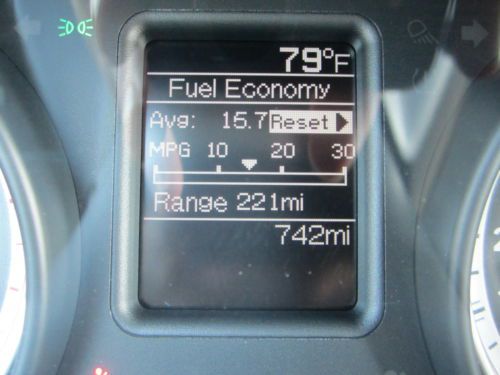 79°F
Fuel Economy
Avg: 15.7 Reset
MPG 10 20 30
Range 221mi
742mi